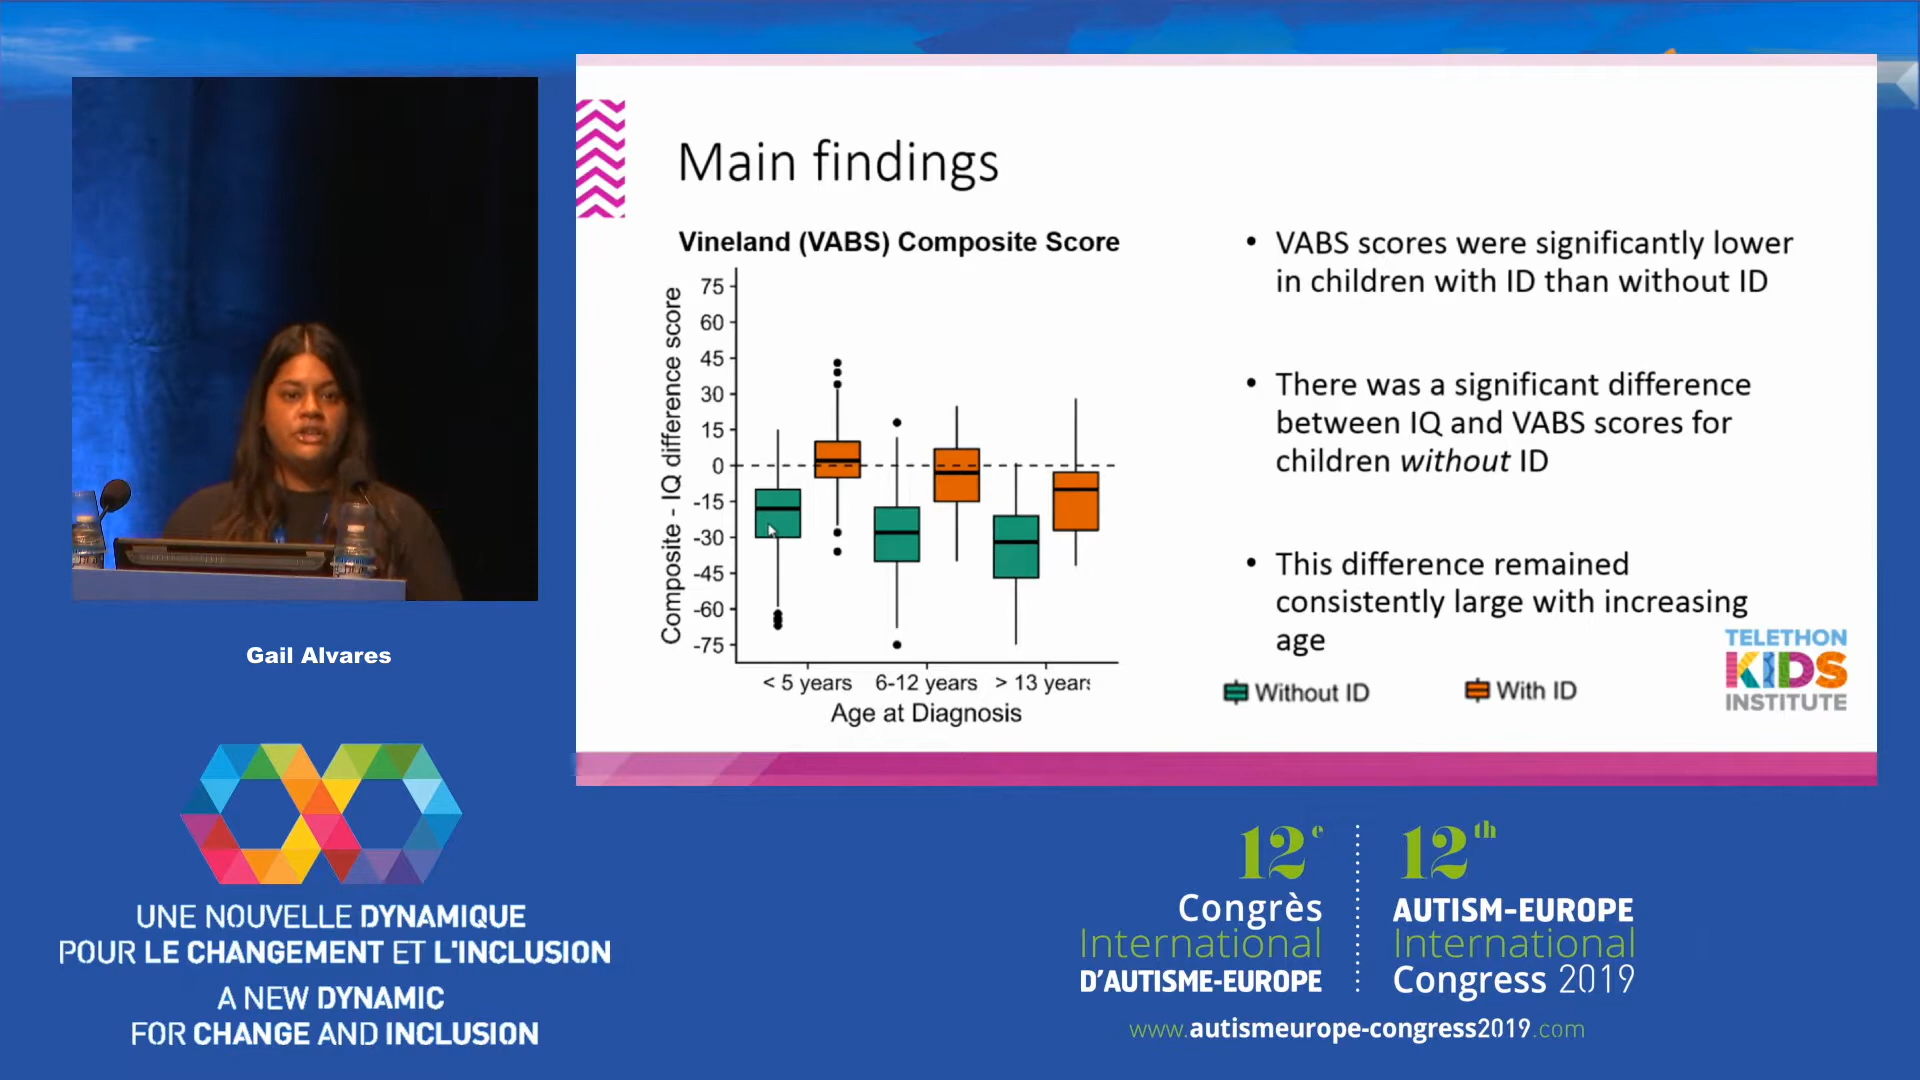 Main findings
Vineland (VABS) Composite Score
Composite - IQ difference score
75
60
45
30
15
0
-15
-30
-45
-60
-75
< 5 years
6-12 years
> 13 years
Age at Diagnosis
• VABS scores were significantly lower
in children with ID than without ID
• There was a significant difference
between IQ and VABS scores for
children without ID
• This difference remained
consistently large with increasing
age
Without ID
With ID
TELETHON
KIDS
INSTITUTE
Gail Alvares
UNE NOUVELLE DYNAMIQUE
POUR LE CHANGEMENT ET L'INCLUSION
A NEW DYNAMIC
FOR CHANGE AND INCLUSION
12e
Congrès
International
D'AUTISME-EUROPE
12th
AUTISM-EUROPE
International
Congress 2019
www.autismeurope-congress2019.com